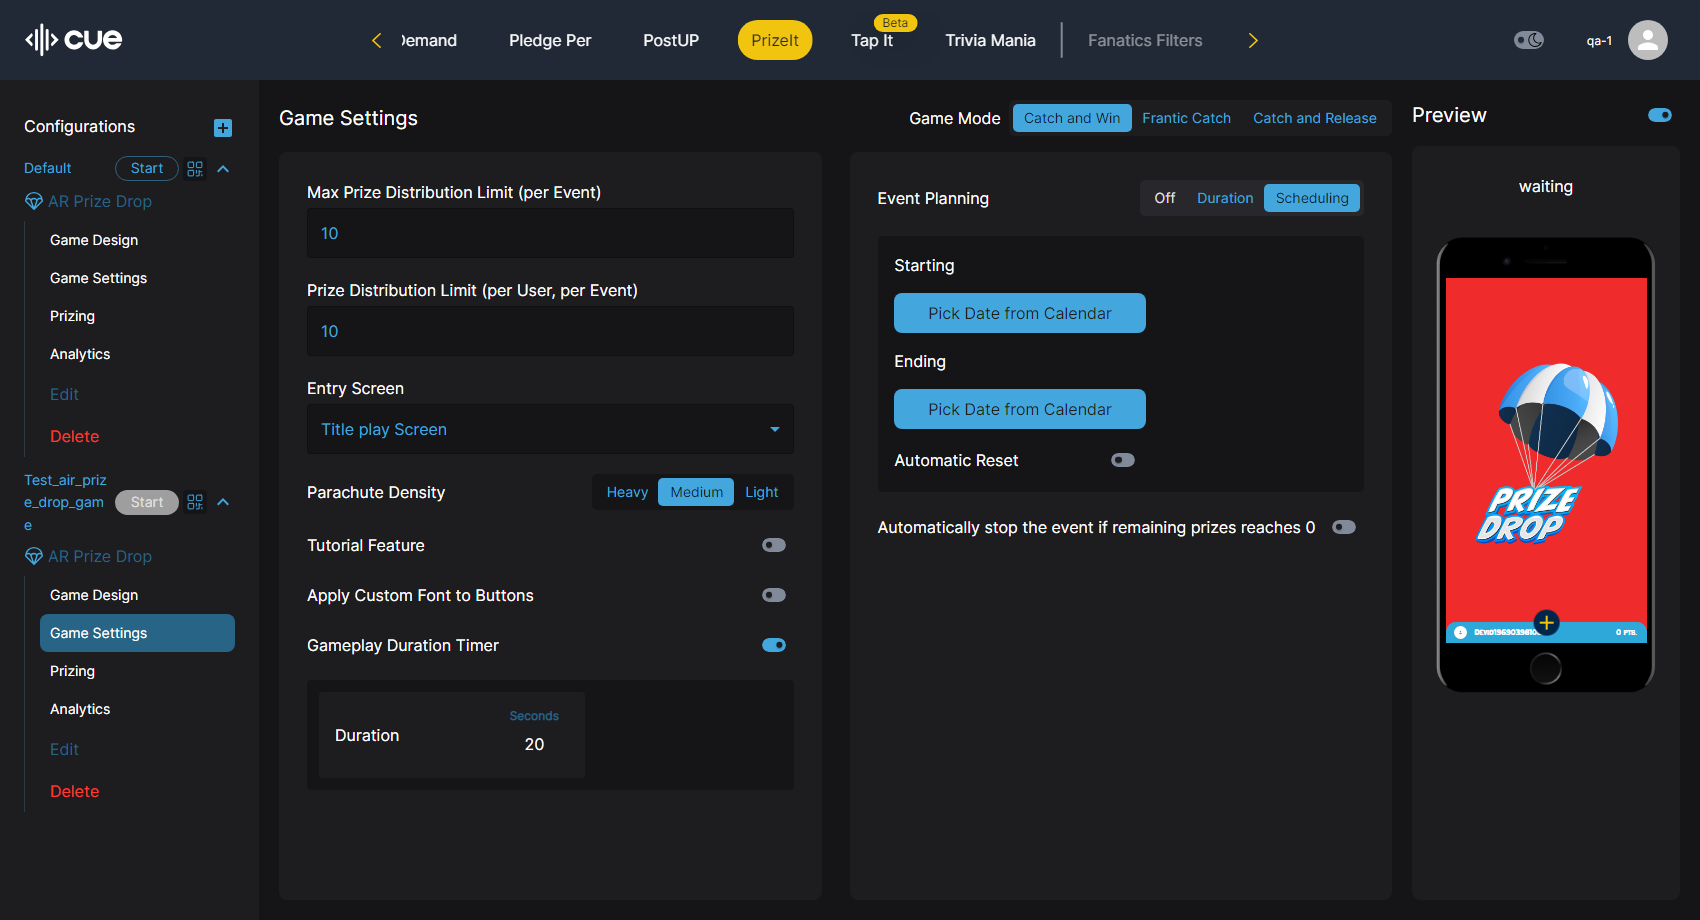 cue
Demand
Pledge Per
PostUP
PrizeIt
Beta
Tap It
Trivia Mania
Fanatics Filters
qa-1
Configurations
Default
Start
AR Prize Drop
Game Design
Game Settings
Prizing
Analytics
Edit
Delete
Test_air_priz
e_drop_gam
e
Start
AR Prize Drop
Game Design
Game Settings
Prizing
Analytics
Edit
Delete
Game Settings
Game Mode
Catch and Win
Frantic Catch
Catch and Release
Max Prize Distribution Limit (per Event)
10
Prize Distribution Limit (per User, per Event)
10
Entry Screen
Title play Screen
Parachute Density
Heavy
Medium
Light
Tutorial Feature
Apply Custom Font to Buttons
Gameplay Duration Timer
Duration
Seconds
20
Event Planning
Off
Duration
Scheduling
Starting
Pick Date from Calendar
Ending
Pick Date from Calendar
Automatic Reset
Automatically stop the event if remaining prizes reaches 0
Preview
waiting
PRIZE
DROP
0 PTS.